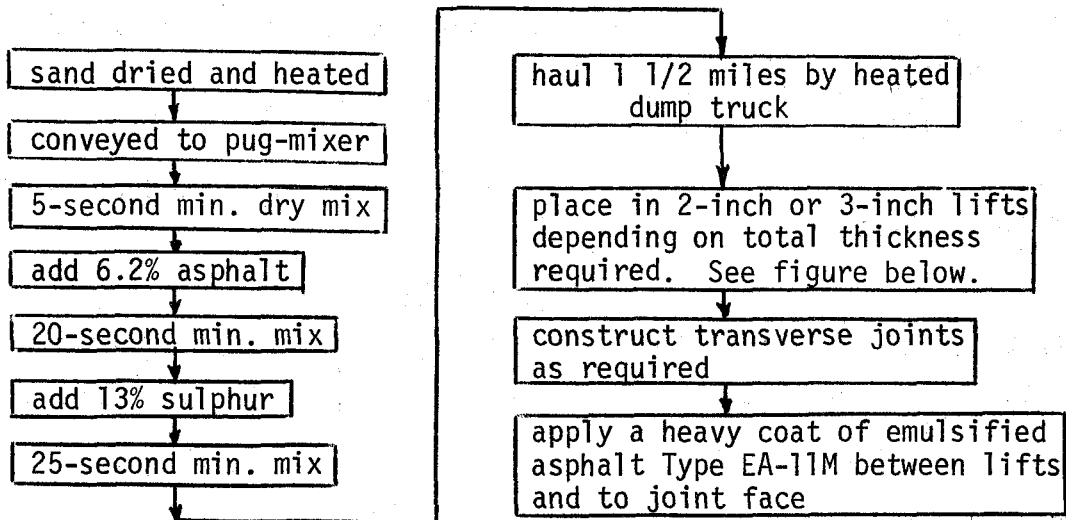 sand dried and heated
conveyed to pug-mixer
5-second min. dry mix
add 6.2% asphalt
20-second min. mix
add 13% sulphur
25-second min. mix
haul 1 1/2 miles by heated
dump truck
place in 2-inch or 3-inch lifts
depending on total thickness
required. See figure below.
construct transverse joints
as required
apply a heavy coat of emulsified
asphalt Type EA-11M between lifts
and to joint face